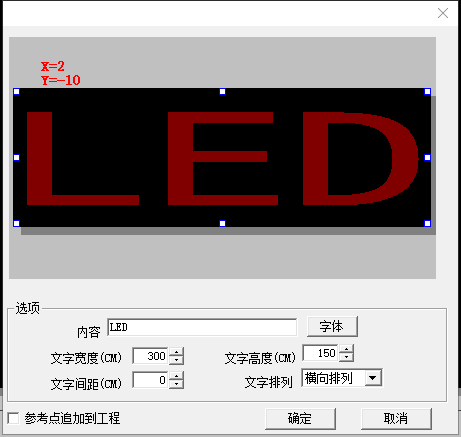 X=2
Y=-10
LED
选项
内容 LED 字体
文字宽度(CM) 300 文字高度(CM) 150
文字间距(CM) 0 文字排列 横向排列
参考点追加到工程 确定 取消